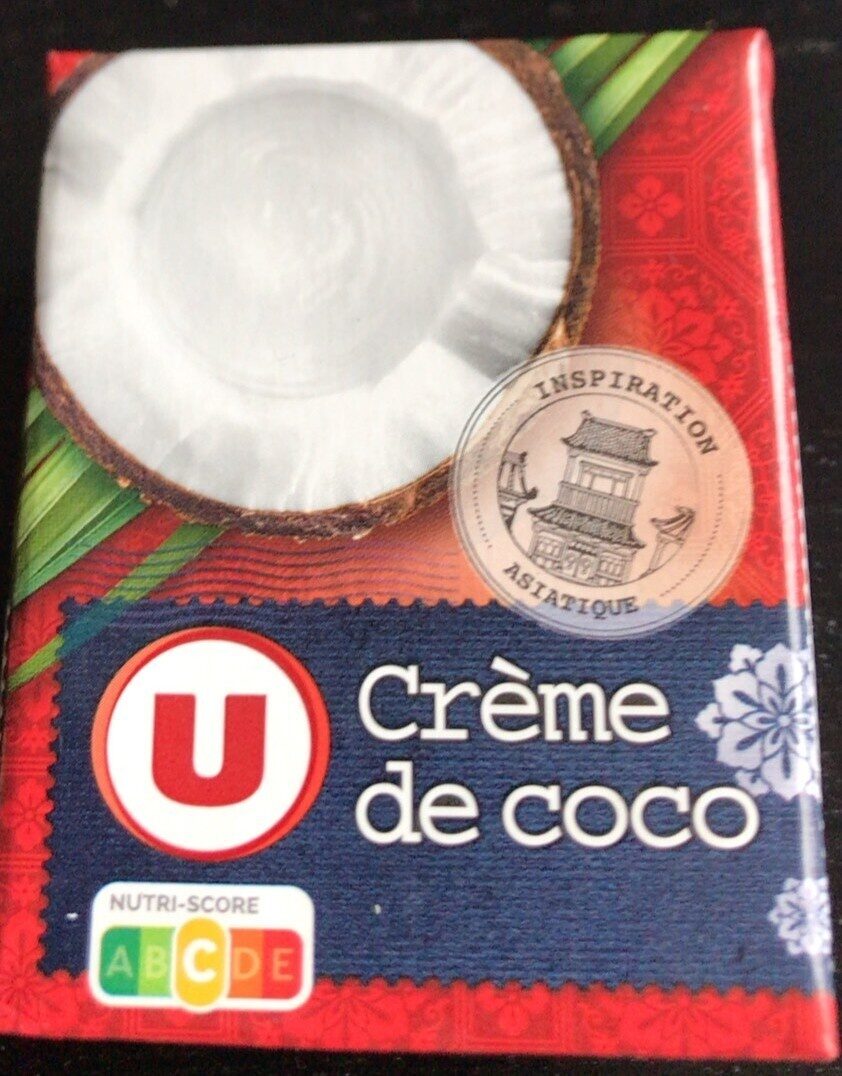 INSPIRATION
ASIATIQUE
U
Crème
de coco
NUTRI-SCORE
A B C D E